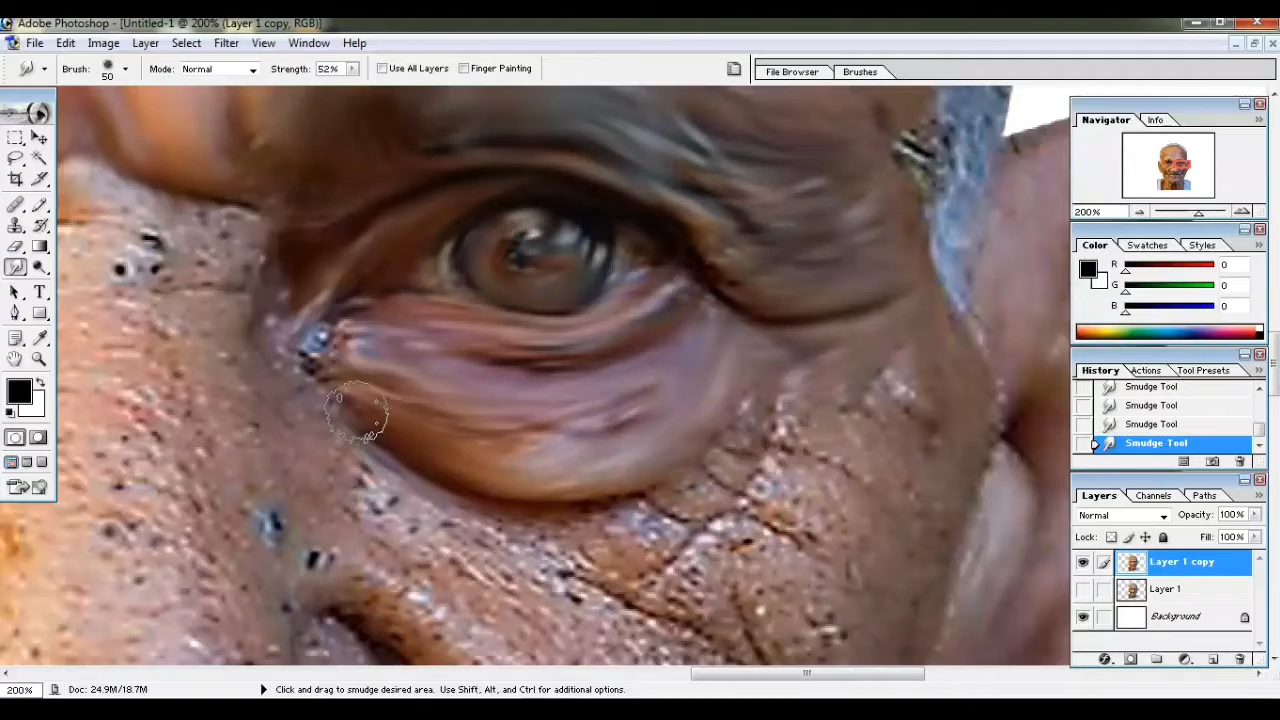 Adobe Photoshop - [Untitled-1 @ 200% (Layer 1 copy, RGB)]
File Edit Image Layer Select Filter View Window Help
Brush: 50 Mode: Normal Strength: 52% Use All Layers Finger Painting File Browser Brushes
Navigator Info
200%
Color Swatches Styles
R 0
G 0
B 0
History Actions Tool Presets
Smudge Tool
Smudge Tool
Smudge Tool
Smudge Tool
Layers Channels Paths
Normal Opacity: 100%
Lock: Fill: 100%
Layer 1 copy
Layer 1
Background
200% Doc: 24.9M/18.7M Click and drag to smudge desired area. Use Shift, Alt, and Ctrl for additional options.